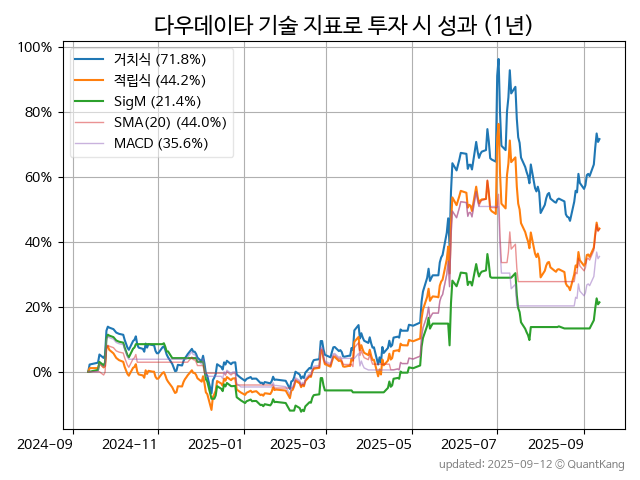 다우데이타 기술 지표로 투자 시 성과 (1년)
거치식 (71.8%)
적립식 (44.2%)
SigM (21.4%)
SMA(20) (44.0%)
MACD (35.6%)
100%
80%
60%
40%
20%
0%
2024-09 2024-11 2025-01 2025-03 2025-05 2025-07 2025-09
updated: 2025-09-12 © QuantKang